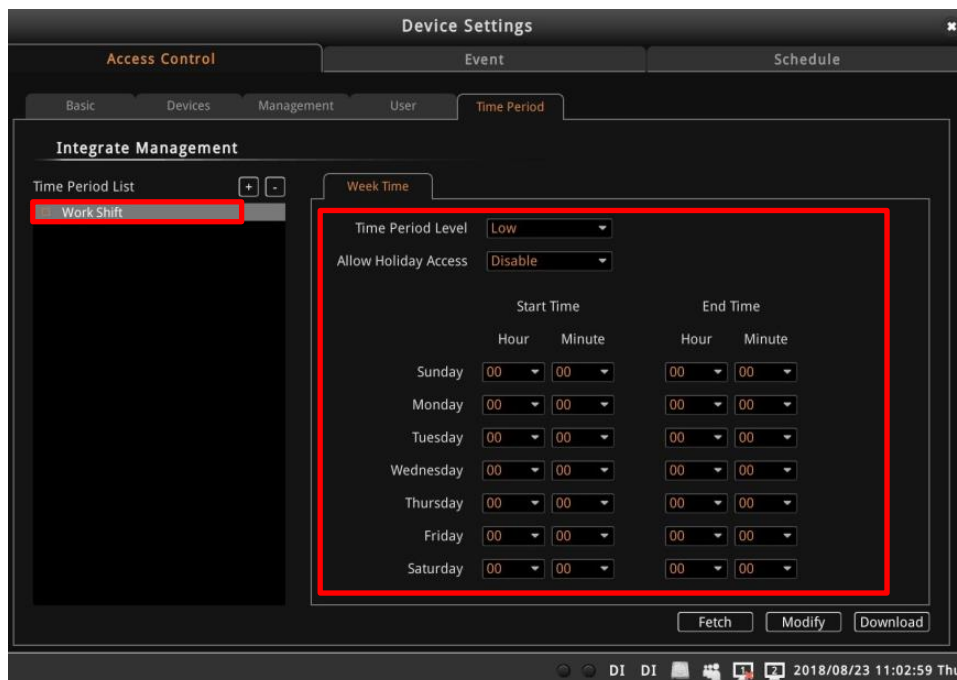 Device Settings
Access Control Event Schedule
Basic Devices Management User Time Period
Integrate Management
Time Period List + -
Work Shift
Week Time
Time Period Level Low
Allow Holiday Access Disable
Start Time End Time
Hour Minute Hour Minute
Sunday 00 00 00 00
Monday 00 00 00 00
Tuesday 00 00 00 00
Wednesday 00 00 00 00
Thursday 00 00 00 00
Friday 00 00 00 00
Saturday 00 00 00 00
Fetch Modify Download
DI DI 1 2 2018/08/23 11:02:59 Thu